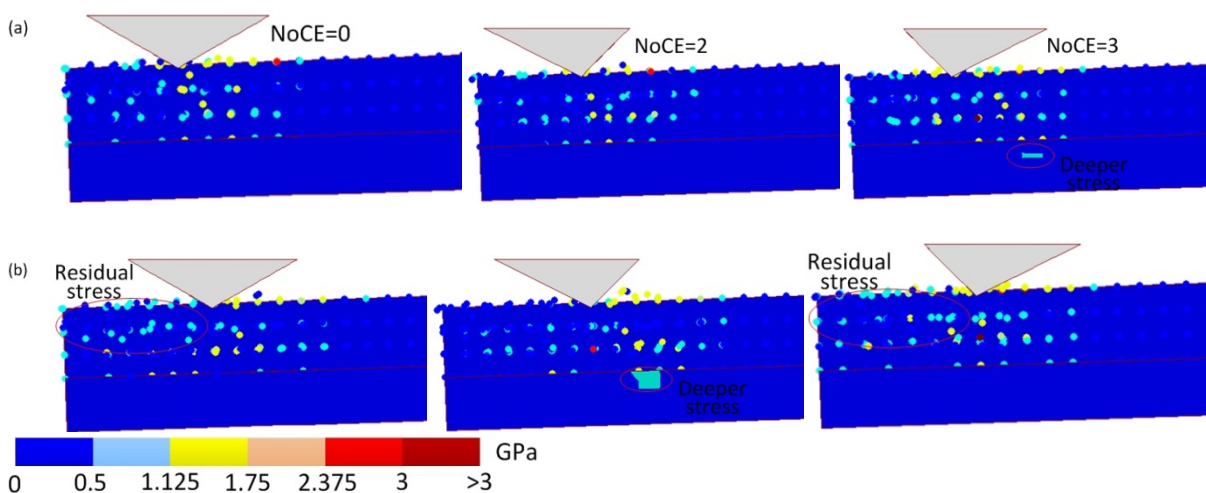 (a)
NoCE=0
NoCE=2
NoCE=3
Deeper
stress
(b)
Residual
stress
Deeper
stress
Residual
stress
GPa
0 0.5 1.125 1.75 2.375 3 >3